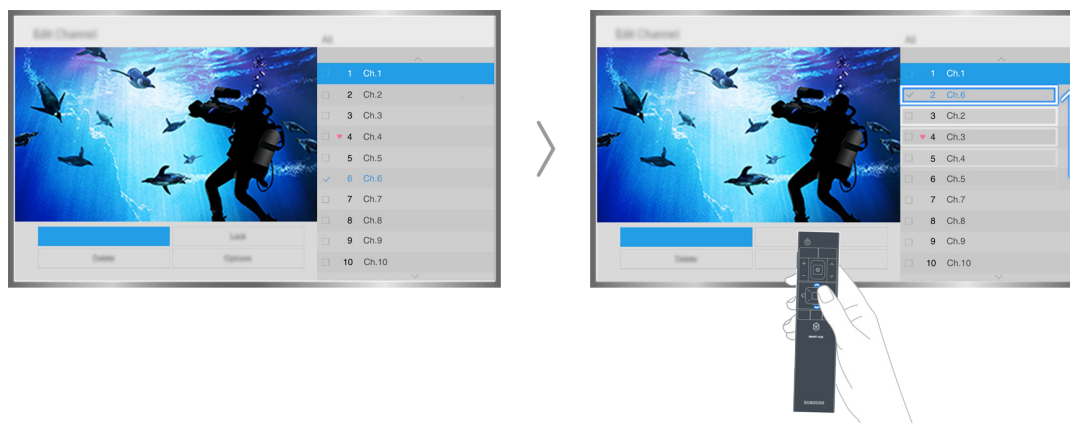 Edit Channel
All
1 Ch.1
2 Ch.2
3 Ch.3
4 Ch.4
5 Ch.5
6 Ch.6
7 Ch.7
8 Ch.8
9 Ch.9
10 Ch.10
Lock
Delete
Options
Edit Channel
All
1 Ch.1
2 Ch.6
3 Ch.2
4 Ch.3
5 Ch.4
6 Ch.5
7 Ch.7
8 Ch.8
9 Ch.9
10 Ch.10
Delete
SAMSUNG